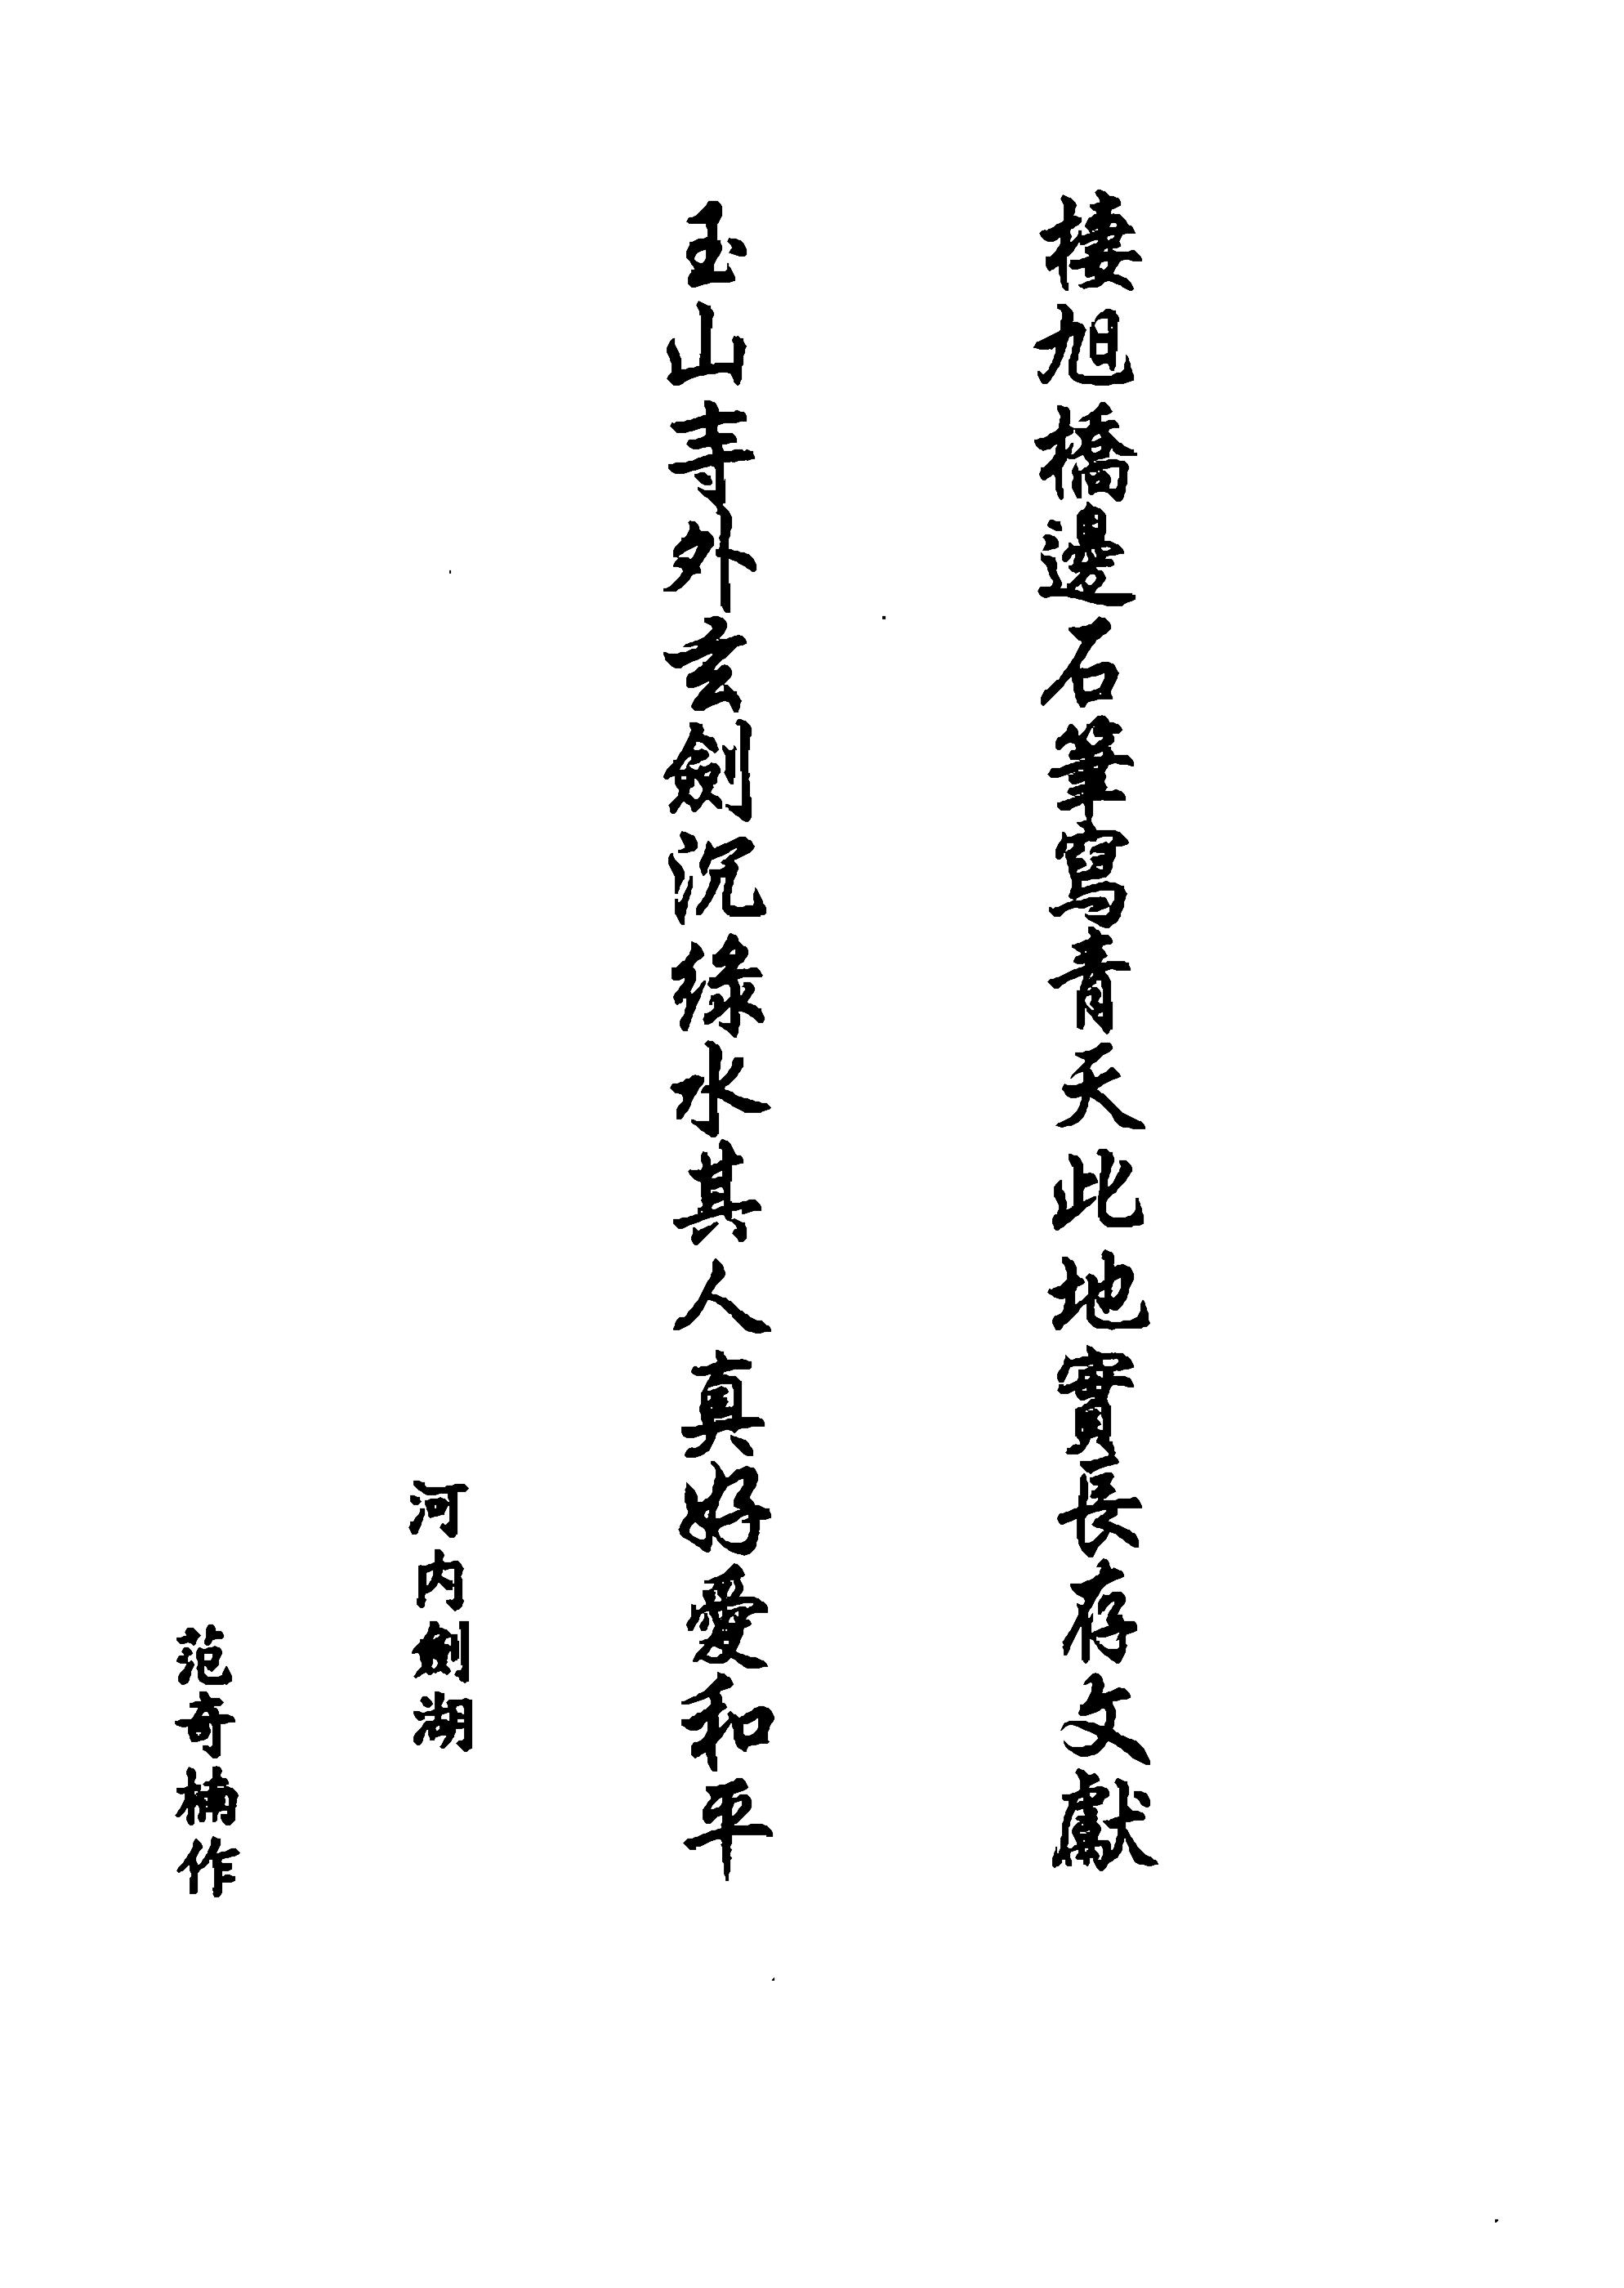 棲旭橋邊石筆寫青天此地實長存文獻
玉山寺外玄劍沉綠水其人真好愛和平
河内劍湖
范奇楠作